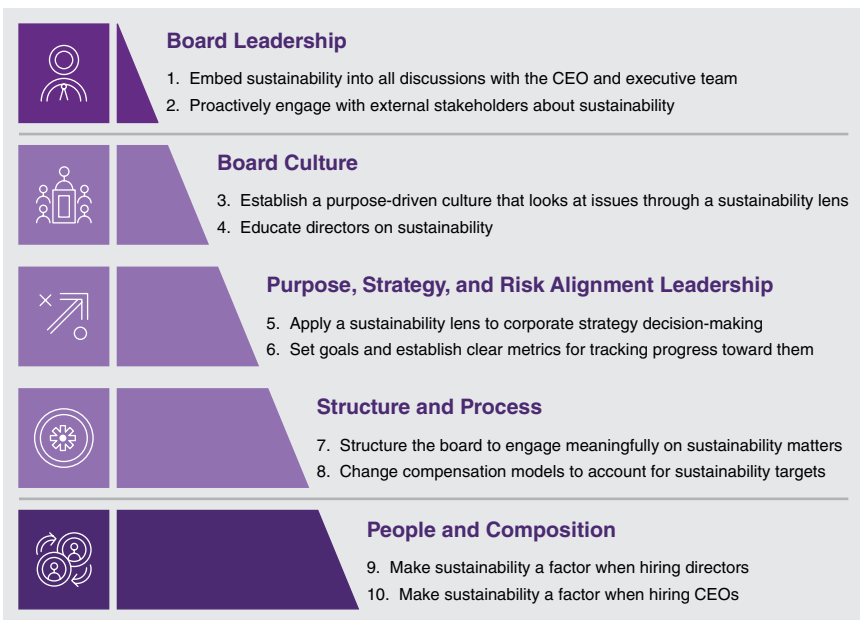 Board Leadership
1. Embed sustainability into all discussions with the CEO and executive team
2. Proactively engage with external stakeholders about sustainability
Board Culture
3. Establish a purpose-driven culture that looks at issues through a sustainability lens
4. Educate directors on sustainability
Purpose, Strategy, and Risk Alignment Leadership
5. Apply a sustainability lens to corporate strategy decision-making
6. Set goals and establish clear metrics for tracking progress toward them
Structure and Process
7. Structure the board to engage meaningfully on sustainability matters
8. Change compensation models to account for sustainability targets
People and Composition
9. Make sustainability a factor when hiring directors
10. Make sustainability a factor when hiring CEOs